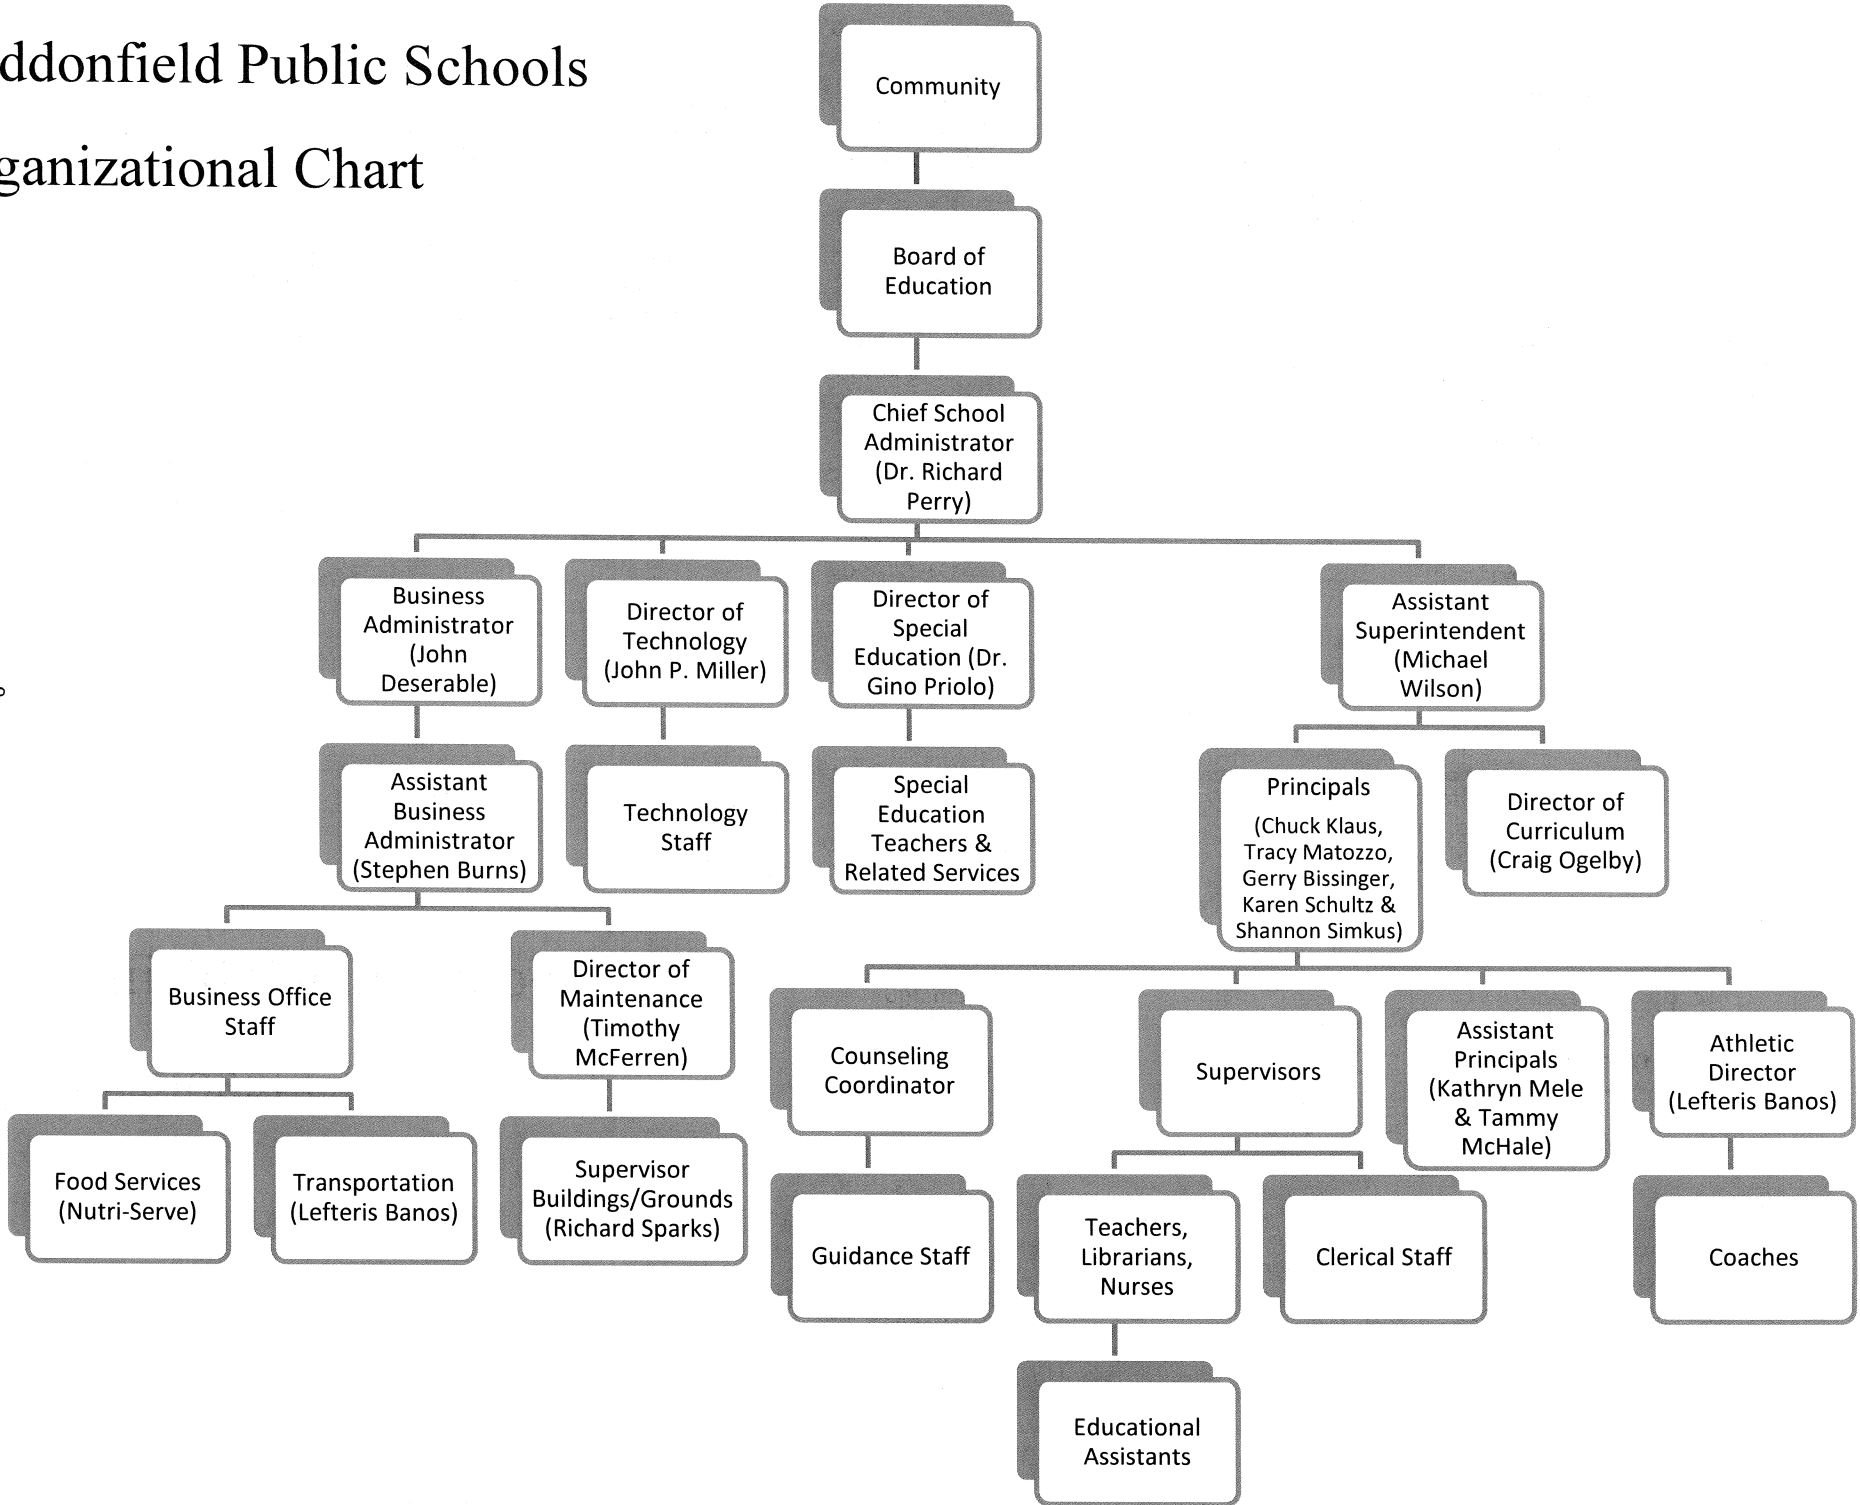 ddonfield Public Schools
ganizational Chart
Community
Board of
Education
Chief School
Administrator
(Dr. Richard
Perry)
Business
Administrator
(John
Deserable)
Director of
Technology
(John P. Miller)
Director of
Special
Education (Dr.
Gino Priolo)
Assistant
Superintendent
(Michael
Wilson)
Assistant
Business
Administrator
(Stephen Burns)
Technology
Staff
Special
Education
Teachers &
Related Services
Principals
(Chuck Klaus,
Tracy Matozzo,
Gerry Bissinger,
Karen Schultz &
Shannon Simkus)
Director of
Curriculum
(Craig Ogelby)
Business Office
Staff
Director of
Maintenance
(Timothy
McFerren)
Counseling
Coordinator
Supervisors
Assistant
Principals
(Kathryn Mele
& Tammy
McHale)
Athletic
Director
(Lefteris Banos)
Food Services
(Nutri-Serve)
Transportation
(Lefteris Banos)
Supervisor
Buildings/Grounds
(Richard Sparks)
Guidance Staff
Teachers,
Librarians,
Nurses
Clerical Staff
Coaches
Educational
Assistants